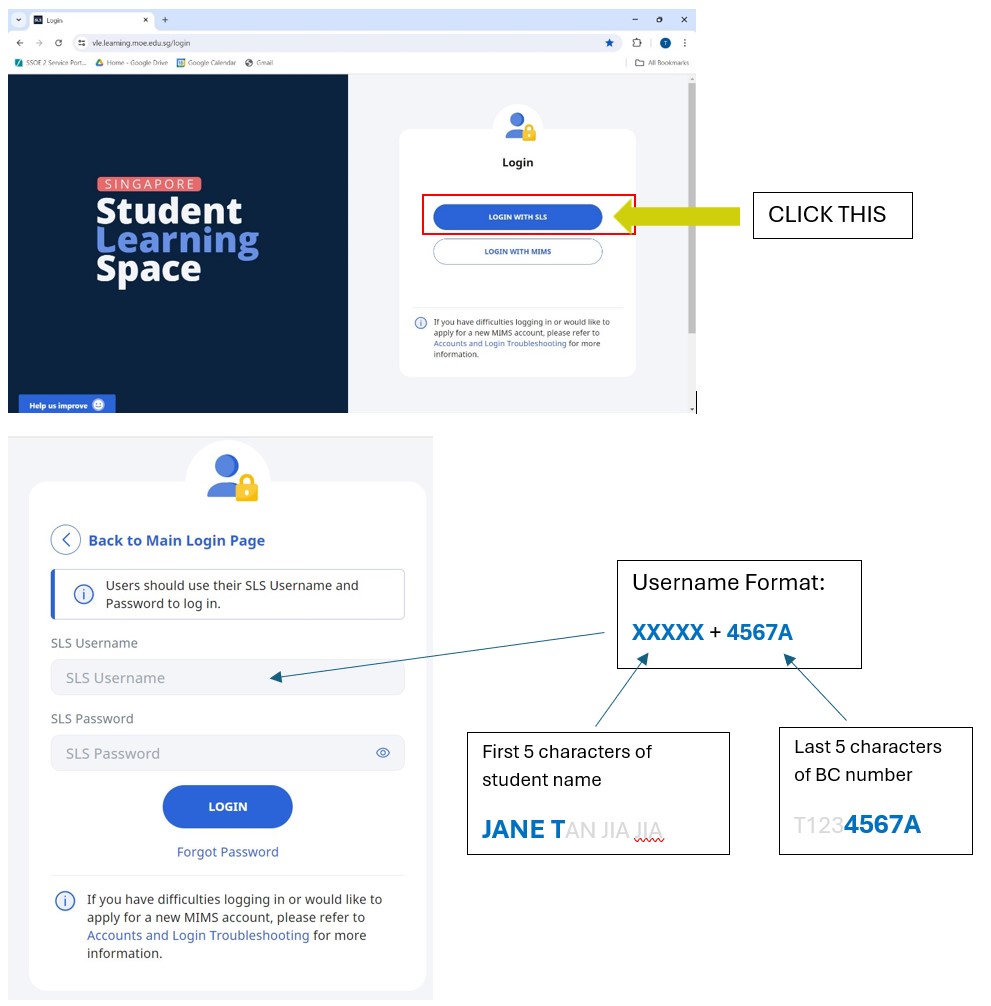 Login
vle.learning.moe.edu.sg/login
T
SSOE 2 Service Port...
Home - Google Drive
Google Calendar
Gmail
All Bookmarks
SINGAPORE
Student
Learning
Space
Help us improve
Login
LOGIN WITH SLS
LOGIN WITH MIMS
If you have difficulties logging in or would like to
apply for a new MIMS account, please refer to
Accounts and Login Troubleshooting for more
information.
CLICK THIS
Back to Main Login Page
Users should use their SLS Username and
Password to log in.
SLS Username
SLS Username
SLS Password
SLS Password
LOGIN
Forgot Password
If you have difficulties logging in or would like to
apply for a new MIMS account, please refer to
Accounts and Login Troubleshooting for more
information.
Username Format:
XXXXX + 4567A
First 5 characters of
student name
JANE TAN JIA JIA
Last 5 characters
of BC number
T1234567A